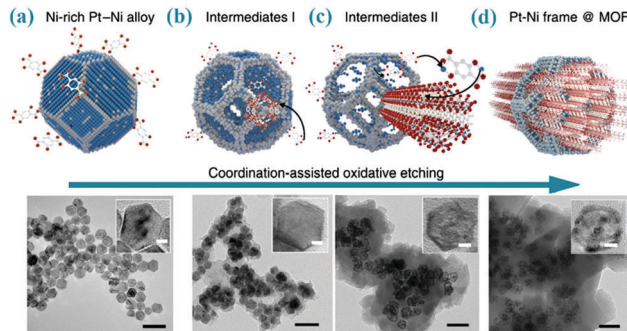 (a) Ni-rich Pt–Ni alloy
(b) Intermediates I
(c) Intermediates II
(d) Pt-Ni frame @ MOF
Coordination-assisted oxidative etching